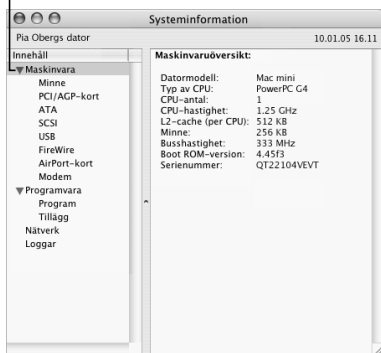 Systeminformation
Pia Obergs dator 10.01.05 16.11
Innehåll
Maskinvara
Minne
PCI/AGP-kort
ATA
SCSI
USB
FireWire
AirPort-kort
Modem
Programvara
Program
Tillägg
Nätverk
Loggar
Maskinvaruöversikt:
Datormodell: Mac mini
Typ av CPU: PowerPC G4
CPU-antal: 1
CPU-hastighet: 1.25 GHz
L2-cache (per CPU): 512 KB
Minne: 256 KB
Busshastighet: 333 MHz
Boot ROM-version: 4.45f3
Serienummer: QT22104VEVT